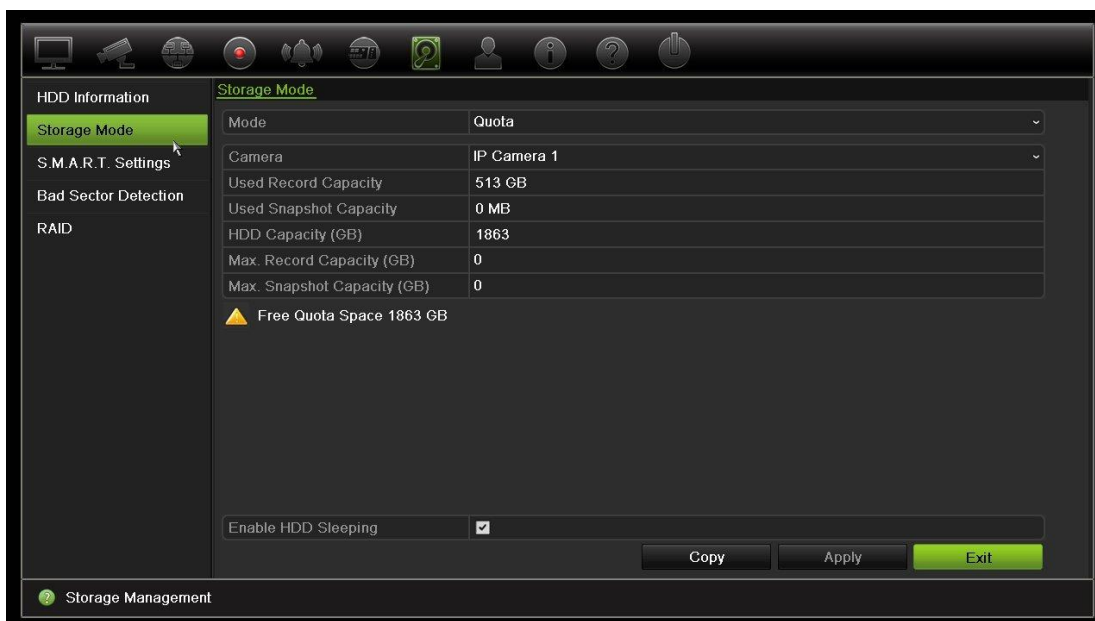 HDD Information
Storage Mode
S.M.A.R.T. Settings
Bad Sector Detection
RAID
Storage Mode
Mode Quota
Camera IP Camera 1
Used Record Capacity 513 GB
Used Snapshot Capacity 0 MB
HDD Capacity (GB) 1863
Max. Record Capacity (GB) 0
Max. Snapshot Capacity (GB) 0
Free Quota Space 1863 GB
Enable HDD Sleeping
Copy Apply Exit
Storage Management